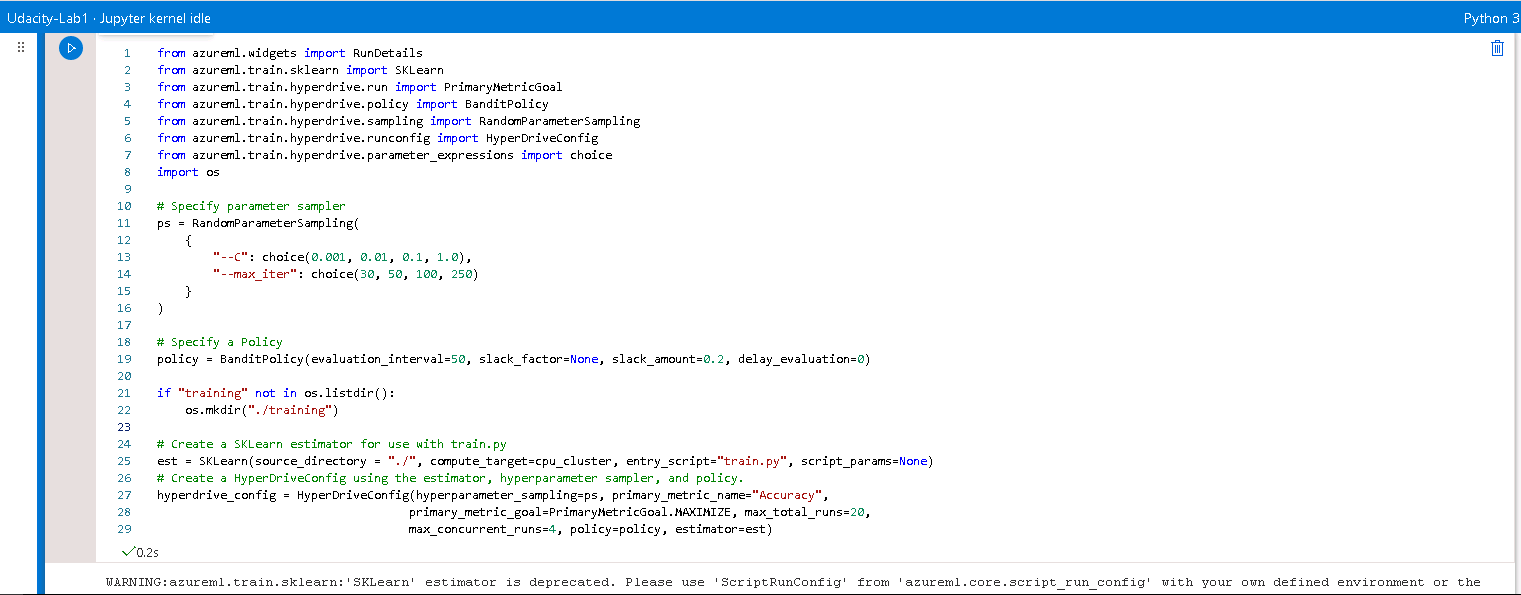 Udacity-Lab1 · Jupyter kernel idle
Python 3
1 from azureml.widgets import RunDetails
2 from azureml.train.sklearn import SKLearn
3 from azureml.train.hyperdrive.run import PrimaryMetricGoal
4 from azureml.train.hyperdrive.policy import BanditPolicy
5 from azureml.train.hyperdrive.sampling import RandomParameterSampling
6 from azureml.train.hyperdrive.runconfig import HyperDriveConfig
7 from azureml.train.hyperdrive.parameter_expressions import choice
8 import os
9
10 # Specify parameter sampler
11 ps = RandomParameterSampling(
12     {
13         "--C": choice(0.001, 0.01, 0.1, 1.0),
14         "--max_iter": choice(30, 50, 100, 250)
15     }
16 )
17
18 # Specify a Policy
19 policy = BanditPolicy(evaluation_interval=50, slack_factor=None, slack_amount=0.2, delay_evaluation=0)
20
21 if "training" not in os.listdir():
22     os.mkdir("./training")
23
24 # Create a SKLearn estimator for use with train.py
25 est = SKLearn(source_directory = "./", compute_target=cpu_cluster, entry_script="train.py", script_params=None)
26 # Create a HyperDriveConfig using the estimator, hyperparameter sampler, and policy.
27 hyperdrive_config = HyperDriveConfig(hyperparameter_sampling=ps, primary_metric_name="Accuracy",
28                                     primary_metric_goal=PrimaryMetricGoal.MAXIMIZE, max_total_runs=20,
29                                     max_concurrent_runs=4, policy=policy, estimator=est)
0.2s
WARNING:azureml.train.sklearn:'SKLearn' estimator is deprecated. Please use 'ScriptRunConfig' from 'azureml.core.script_run_config' with your own defined environment or the